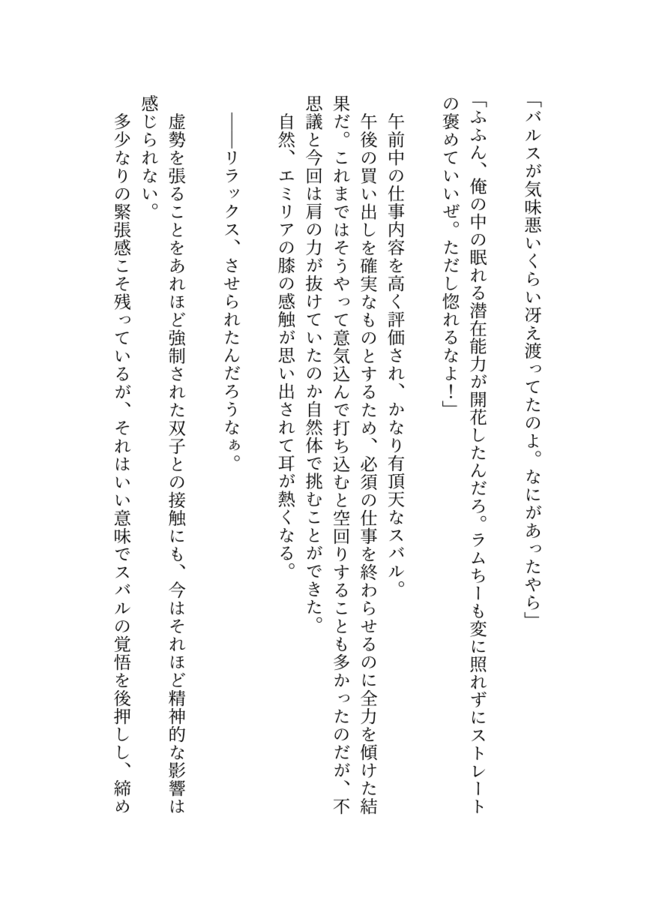 「バルスが気味悪いくらい冴え渡ってたのよ。なにがあったやら」
「ふふん、俺の中の眠れる潜在能力が開花したんだろ。ラムちーも変に照れずにストレート
の褒めていいぜ。ただし惚れるなよ！」
午前中の仕事内容を高く評価され、かなり有頂天なスバル。
午後の買い出しを確実なものとするため、必須の仕事を終わらせるのに全力を傾けた結
果だ。これまではそうやって意気込んで打ち込むと空回りすることも多かったのだが、不
思議と今回は肩の力が抜けていたのか自然体で挑むことができた。
自然、エミリアの膝の感触が思い出されて耳が熱くなる。
――リラックス、させられたんだろうなぁ。
虚勢を張ることをあれほど強制された双子との接触にも、今はそれほど精神的な影響は
感じられない。
多少なりの緊張感こそ残っているが、それはいい意味でスバルの覚悟を後押しし、締め